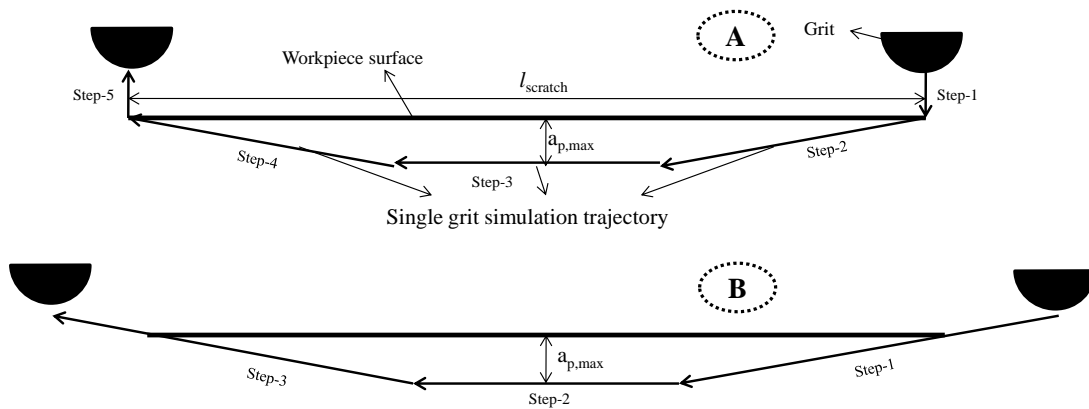 A
Grit
Workpiece surface
l_scratch
Step-5
Step-1
a_p,max
Step-4
Step-3
Step-2
Single grit simulation trajectory
B
a_p,max
Step-3
Step-1
Step-2